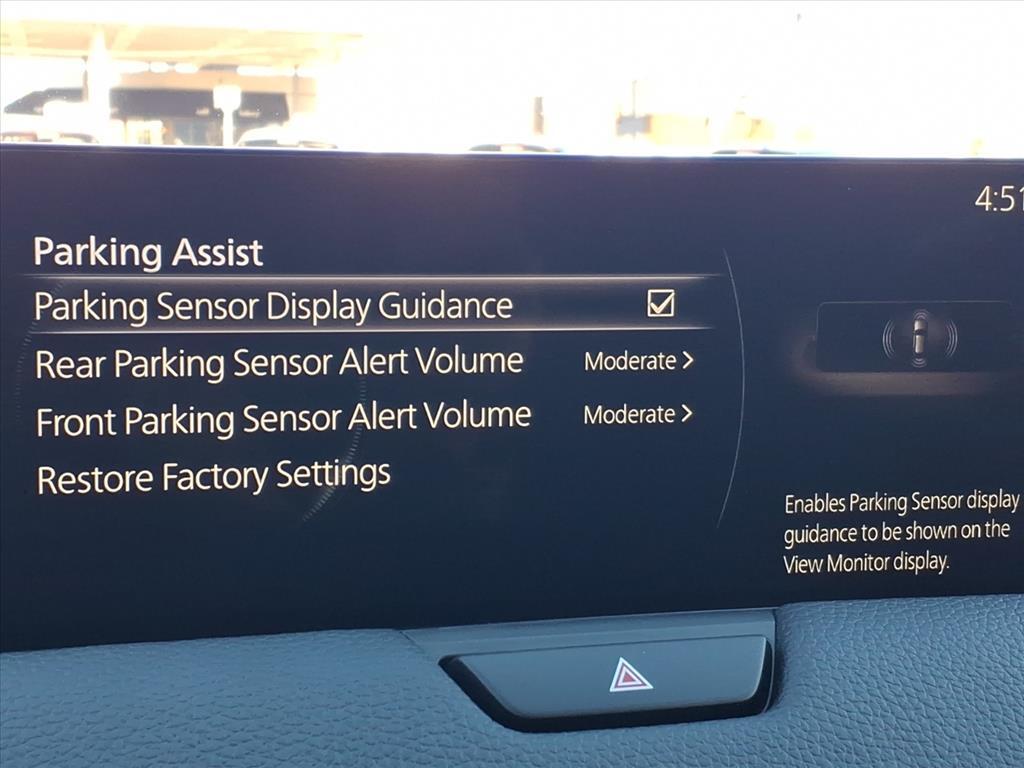 4:51
Parking Assist
Parking Sensor Display Guidance
Rear Parking Sensor Alert Volume Moderate >
Front Parking Sensor Alert Volume Moderate >
Restore Factory Settings
Enables Parking Sensor display
guidance to be shown on the
View Monitor display.